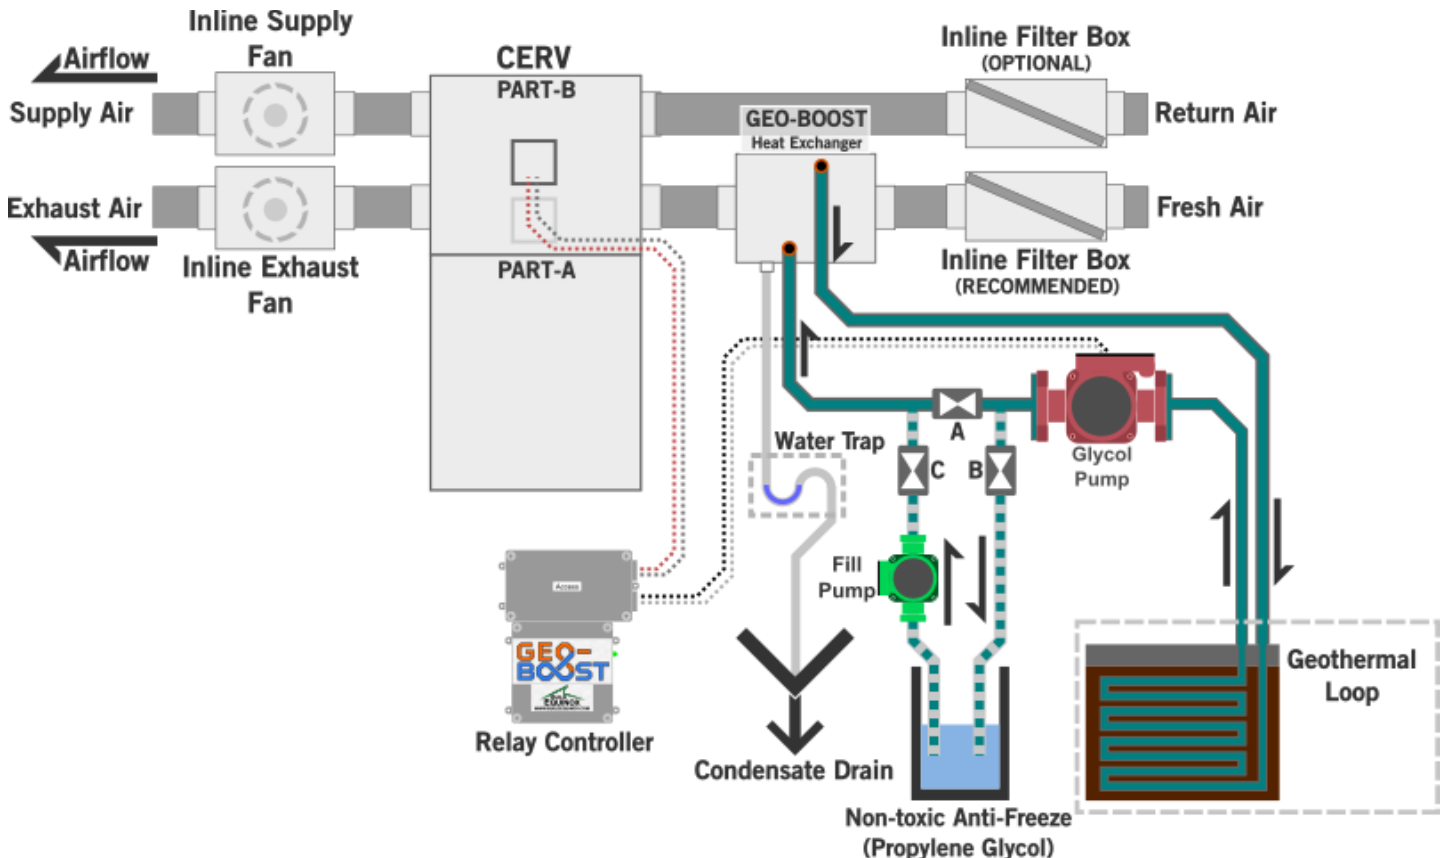 Inline Supply
Fan
Airflow
Supply Air
CERV
PART-B
Inline Filter Box
(OPTIONAL)
Return Air
GEO-BOOST
Heat Exchanger
Exhaust Air
Airflow
Inline Exhaust
Fan
PART-A
Fresh Air
Inline Filter Box
(RECOMMENDED)
Water Trap
A
C
B
Glycol
Pump
Fill
Pump
Access
GEO-
BOOST
EQUINOX
Relay Controller
Condensate Drain
Geothermal
Loop
Non-toxic Anti-Freeze
(Propylene Glycol)